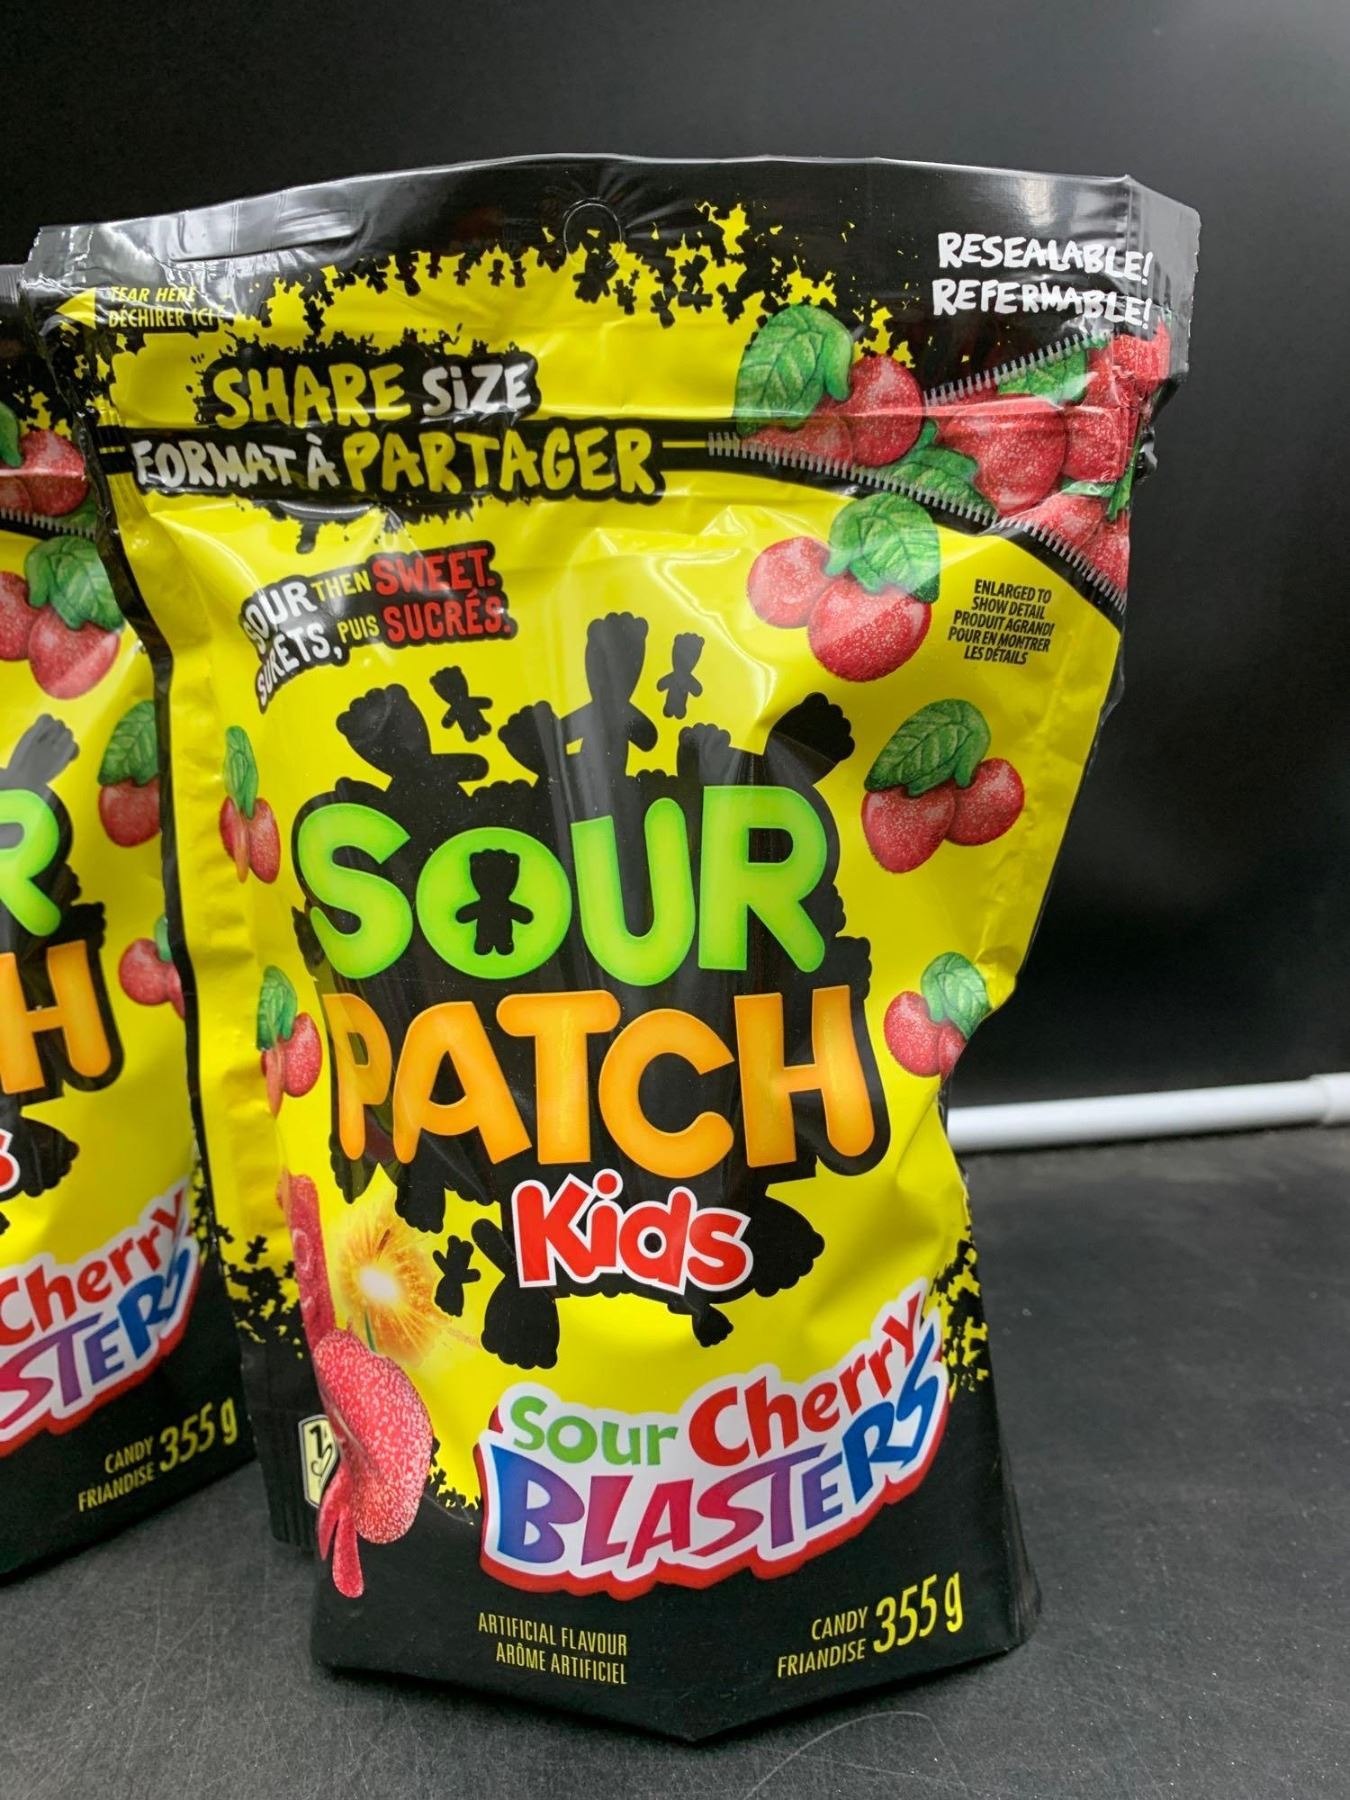 RESEALABLE!
REFERMABLE!
TEAR HERE
DÉCHIRER ICI
SHARE SiZE
FORMAT À PARTAGER
SOUR THEN SWEET.
SURETS, PUIS SUCRÉS.
ENLARGED TO
SHOW DETAIL
PRODUIT AGRANDI
POUR EN MONTRER
LES DÉTAILS
SOUR
PATCH
Kids
Sour Cherry
BLASTERS
ARTIFICIAL FLAVOUR
ARÔME ARTIFICIEL
CANDY
FRIANDISE 355 g
R
H
s
Cherry
STERS
CANDY
FRIANDISE 355 g